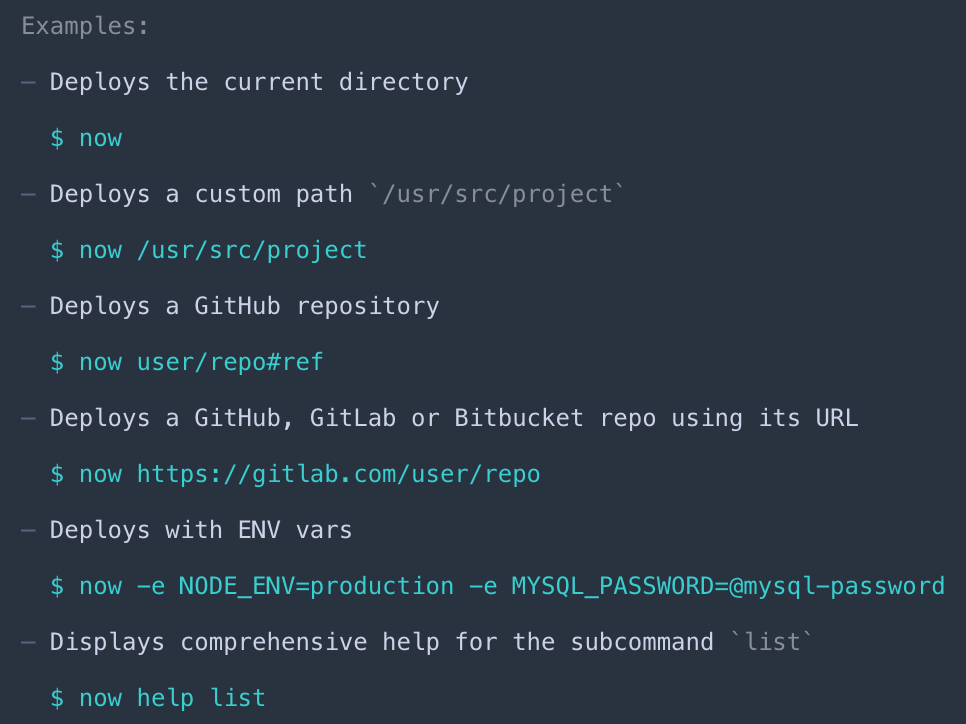 Examples:
– Deploys the current directory
$ now
– Deploys a custom path `/usr/src/project`
$ now /usr/src/project
– Deploys a GitHub repository
$ now user/repo#ref
– Deploys a GitHub, GitLab or Bitbucket repo using its URL
$ now https://gitlab.com/user/repo
– Deploys with ENV vars
$ now -e NODE_ENV=production -e MYSQL_PASSWORD=@mysql-password
– Displays comprehensive help for the subcommand `list`
$ now help list